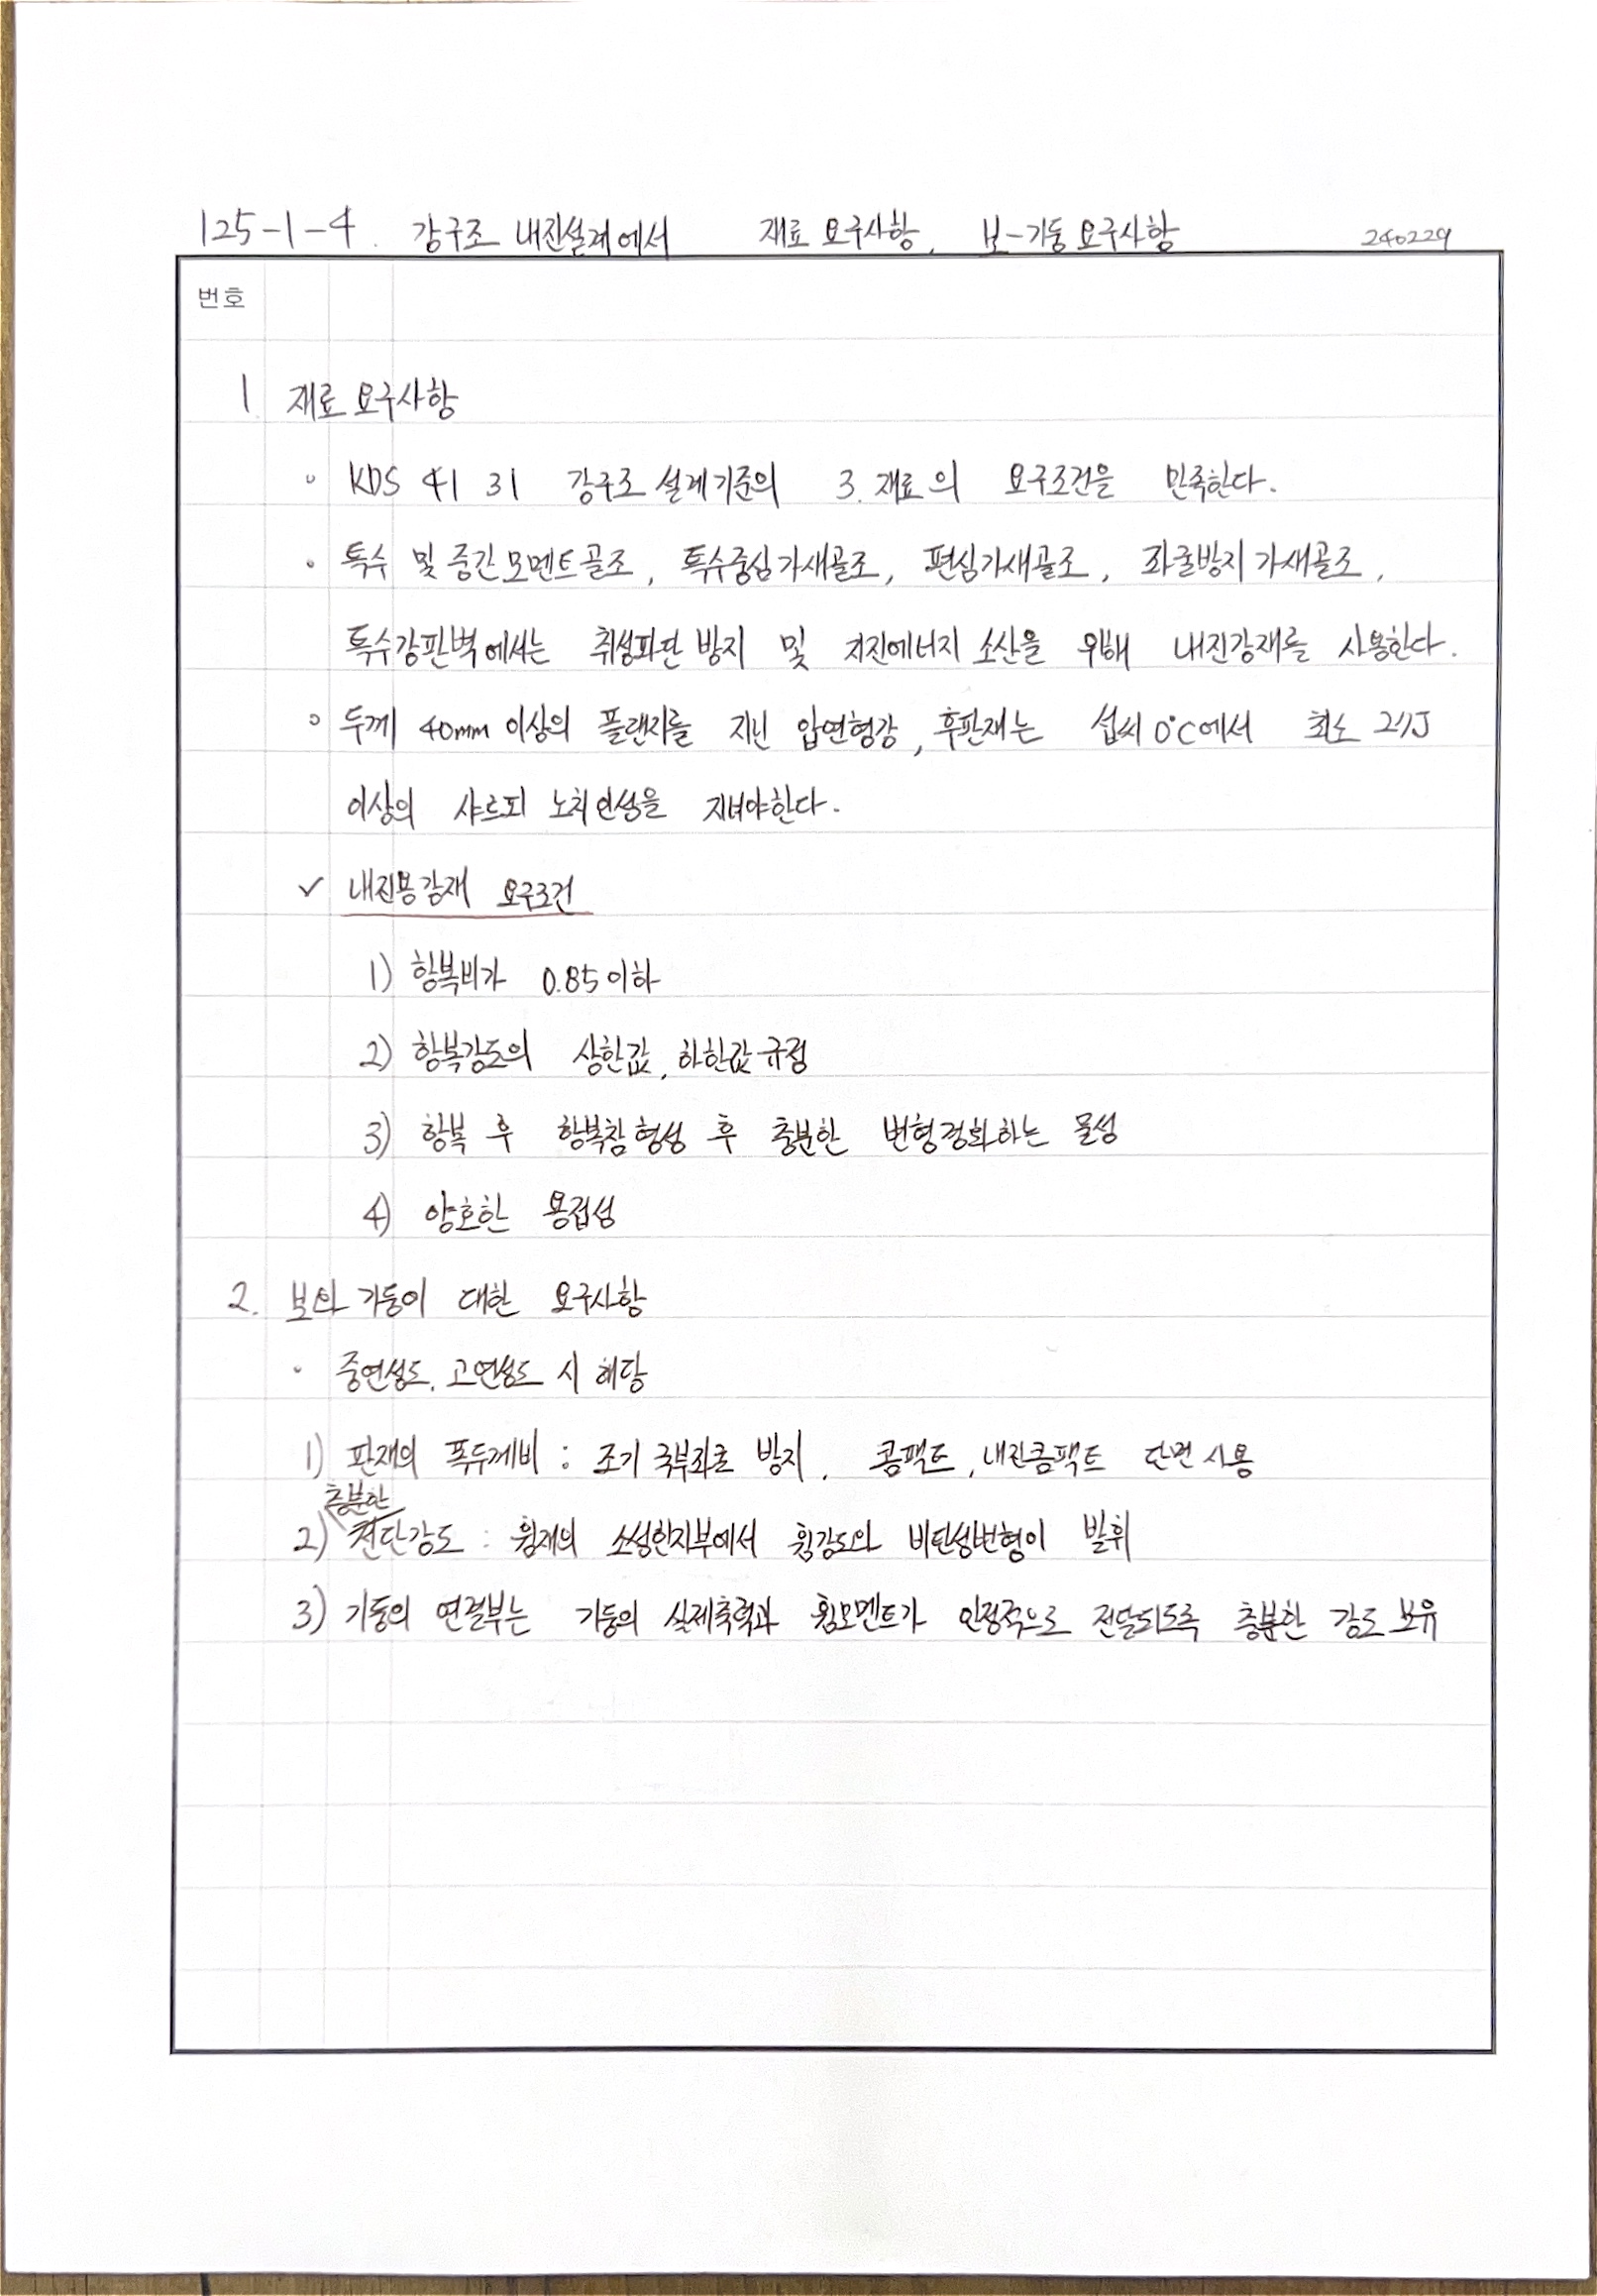 125-1-4. 강구조 내진설계에서 재료 요구사항, 보-기둥 요구사항 240229
번호
1. 재료 요구사항
◦ KDS 41 31 강구조 설계기준의 3. 재료의 요구조건을 만족한다.
◦ 특수 및 중간모멘트골조, 특수중심가새골조, 편심가새골조, 좌굴방지가새골조,
특수강판벽에서는 취성파단 방지 및 지진에너지 소산을 위해 내진강재를 사용한다.
◦ 두께 40mm 이상의 플랜지를 지닌 압연형강, 후판재는 섭씨 0℃에서 최소 27J
이상의 샤르피 노치인성을 지녀야한다.
✓ 내진용강재 요구조건
1) 항복비가 0.85이하
2) 항복강도의 상한값, 하한값 규정
3) 항복 후 항복참 형성 후 충분한 변형경화하는 물성
4) 양호한 용접성
2. 보와 기둥에 대한 요구사항
· 중연성도, 고연성도 시 해당
1) 판재의 폭두께비 : 조기 국부좌굴 방지, 콤팩트, 내진콤팩트 단면 사용
충분한
2) 전단강도 : 휨재의 소성힌지부에서 휨강도와 비탄성변형이 발휘
3) 기둥의 연결부는 기둥의 실제축력과 휨모멘트가 안정적으로 전달되도록 충분한 강도 보유